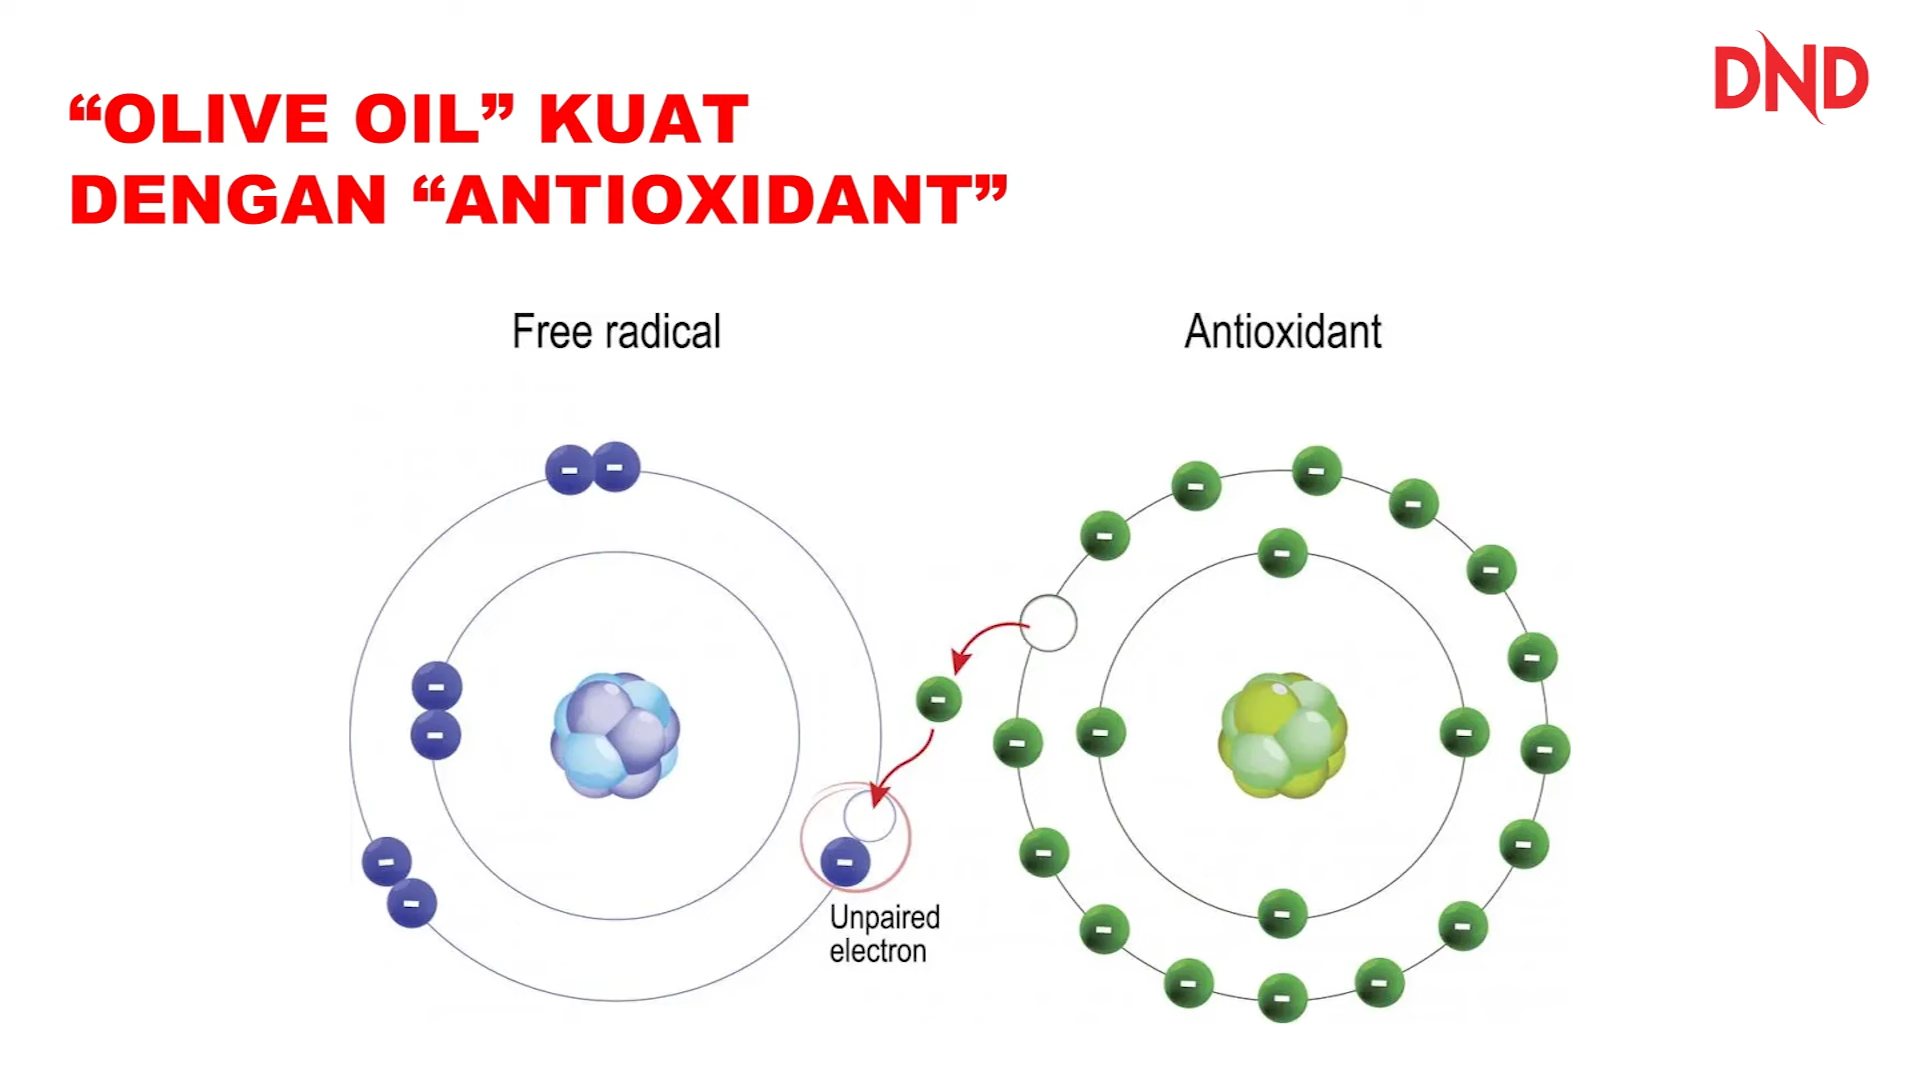 DND
“OLIVE OIL” KUAT
DENGAN “ANTIOXIDANT”
Free radical
Antioxidant
Unpaired
electron